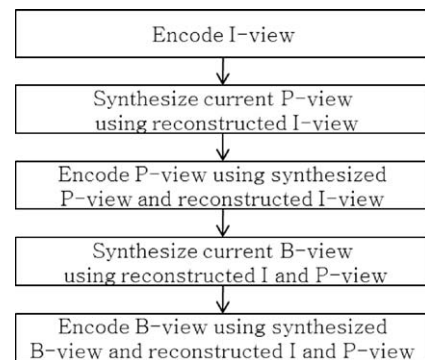 Encode I-view
Synthesize current P-view
using reconstructed I-view
Encode P-view using synthesized
P-view and reconstructed I-view
Synthesize current B-view
using reconstructed I and P-view
Encode B-view using synthesized
B-view and reconstructed I and P-view